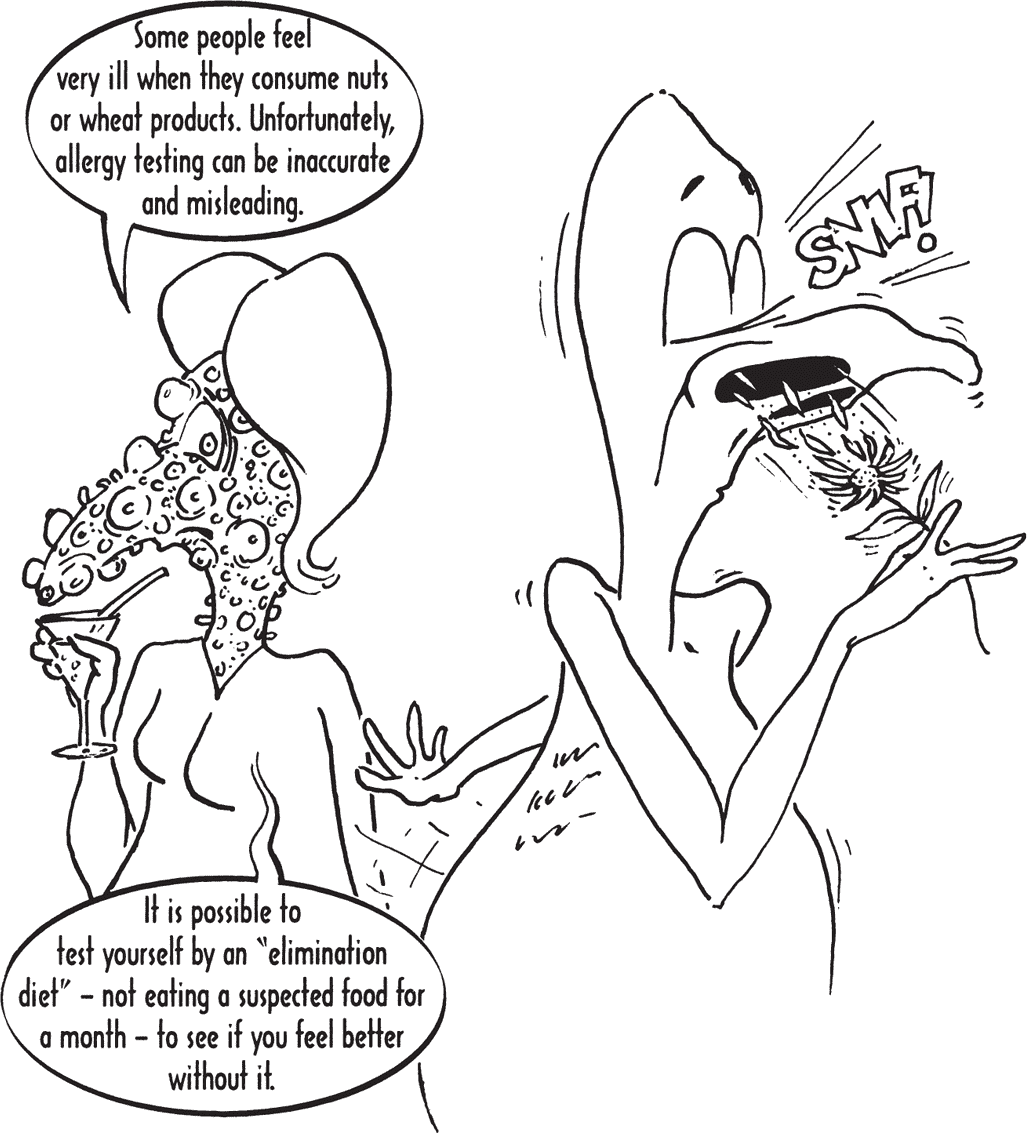 Some people feel
very ill when they consume nuts
or wheat products. Unfortunately,
allergy testing can be inaccurate
and misleading.
SNIA!
It is possible to
test yourself by an “elimination
diet” – not eating a suspected food for
a month – to see if you feel better
without it.